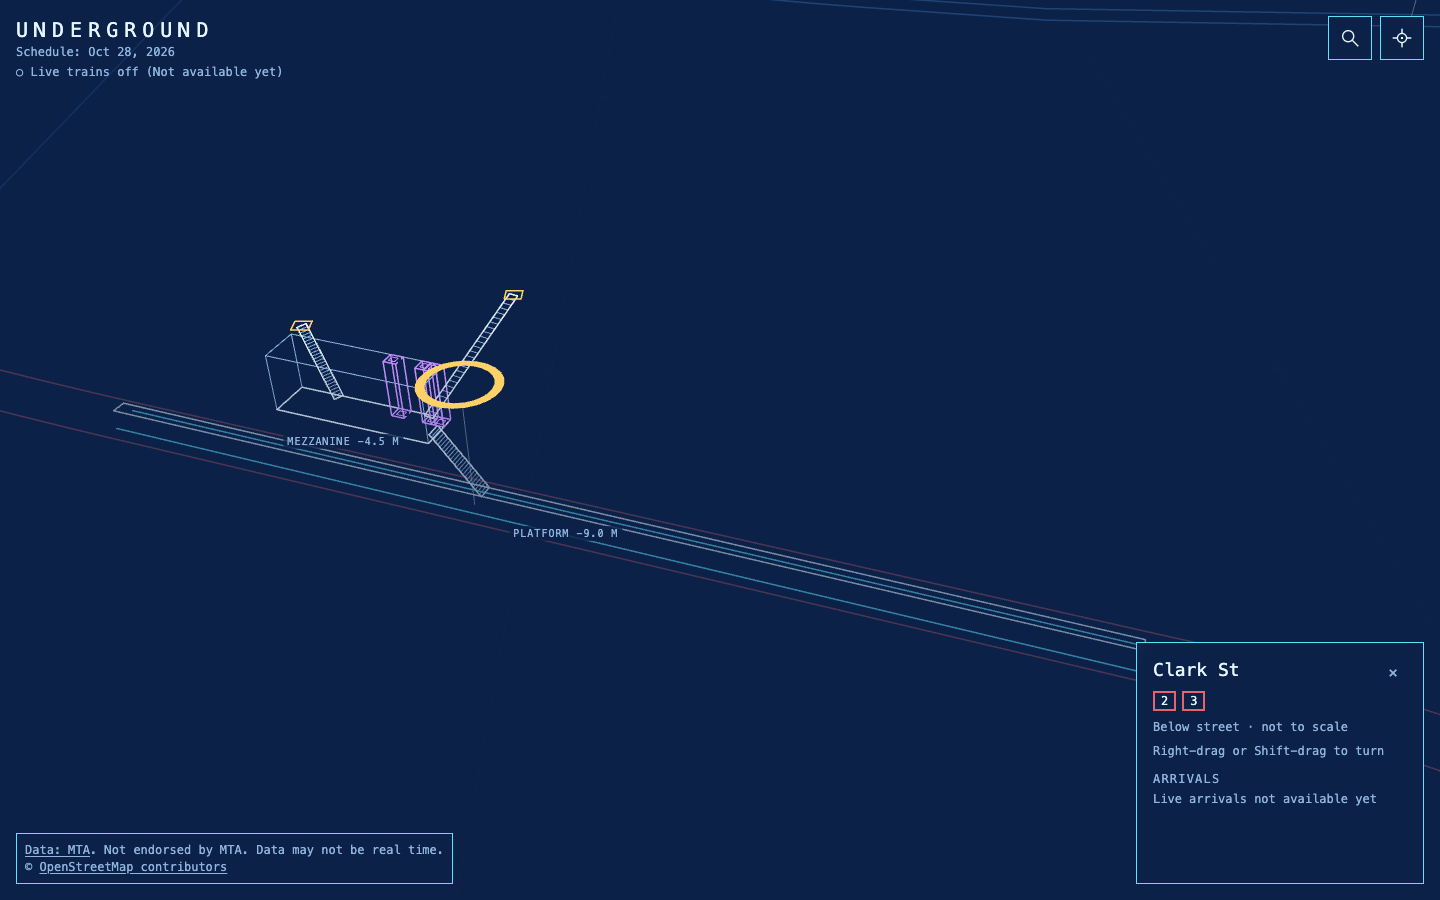 UNDERGROUND
Schedule: Oct 28, 2026
Live trains off (Not available yet)
MEZZANINE −4.5 M
PLATFORM −9.0 M
Clark St
×
2 3
Below street · not to scale
Right−drag or Shift−drag to turn
ARRIVALS
Live arrivals not available yet
Data: MTA. Not endorsed by MTA. Data may not be real time.
© OpenStreetMap contributors